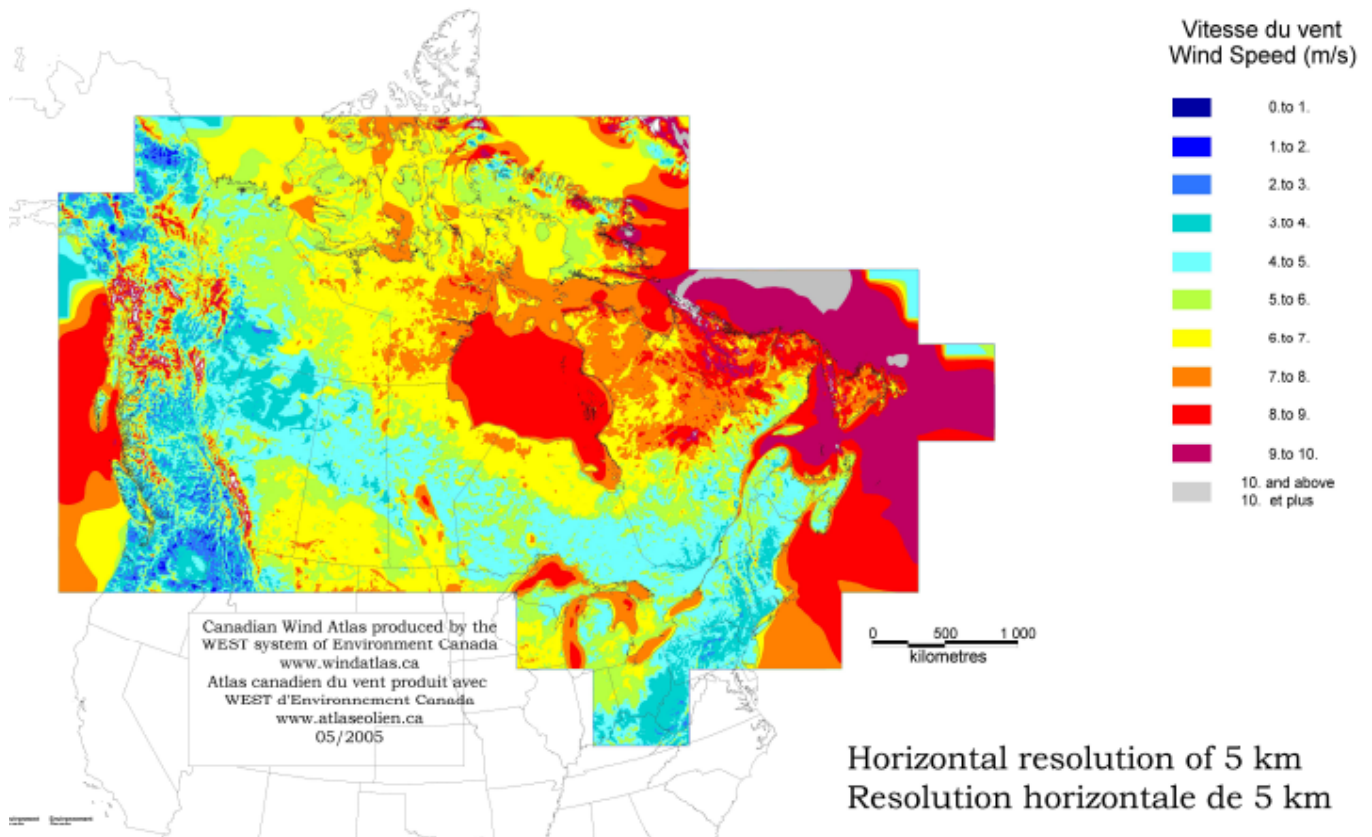 Vitesse du vent
Wind Speed (m/s)
0.to 1.
1.to 2.
2.to 3.
3.to 4.
4.to 5.
5.to 6.
6.to 7.
7.to 8.
8.to 9.
9.to 10.
10. and above
10. et plus
Canadian Wind Atlas produced by the
WEST system of Environment Canada
www.windatlas.ca
Atlas canadien du vent produit avec
WEST d'Environnement Canada
www.atlaseolien.ca
05/2005
0 500 1 000
kilometres
Horizontal resolution of 5 km
Resolution horizontale de 5 km